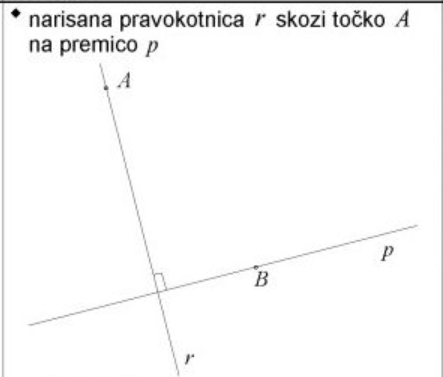 ◆ narisana pravokotnica r skozi točko A
na premico p
A
p
B
r